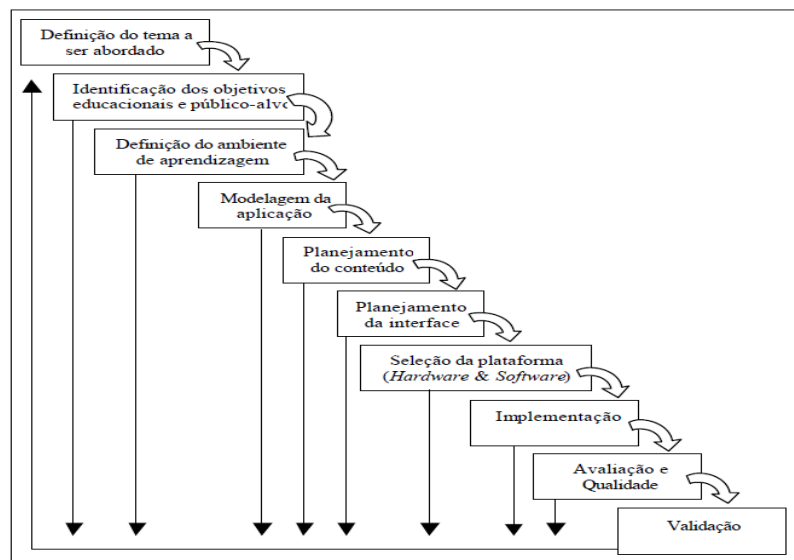 Definição do tema a
ser abordado
Identificação dos objetivos
educacionais e público-alvo
Definição do ambiente
de aprendizagem
Modelagem da
aplicação
Planejamento
do conteúdo
Planejamento
da interface
Seleção da plataforma
(Hardware & Software)
Implementação
Avaliação e
Qualidade
Validação